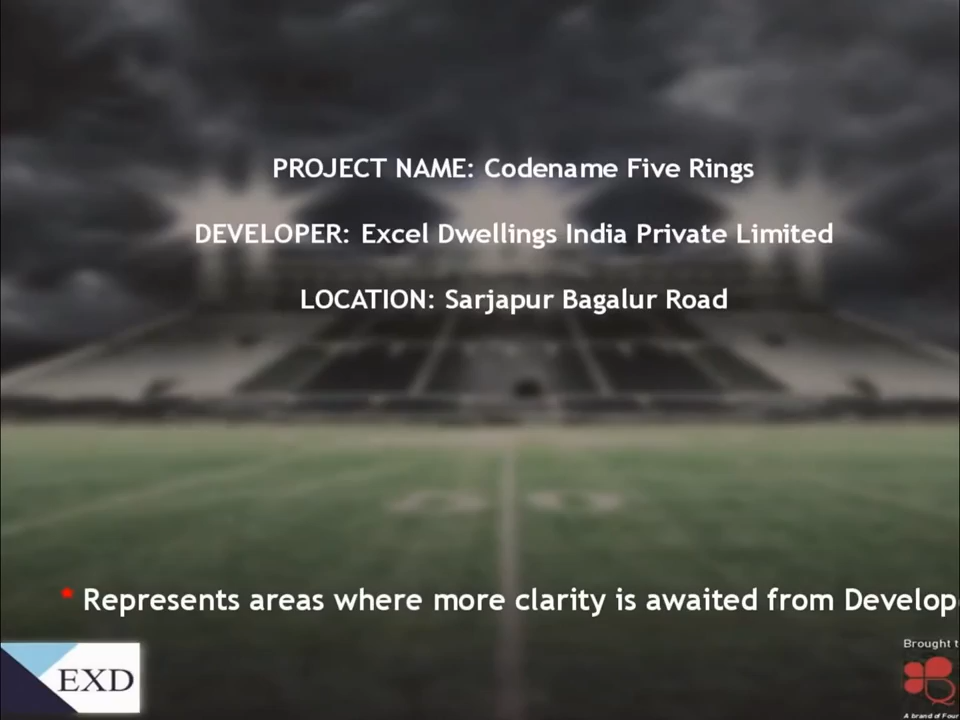 PROJECT NAME: Codename Five Rings
DEVELOPER: Excel Dwellings India Private Limited
LOCATION: Sarjapur Bagalur Road
* Represents areas where more clarity is awaited from Develop
EXD
Brought t
A brand of Four